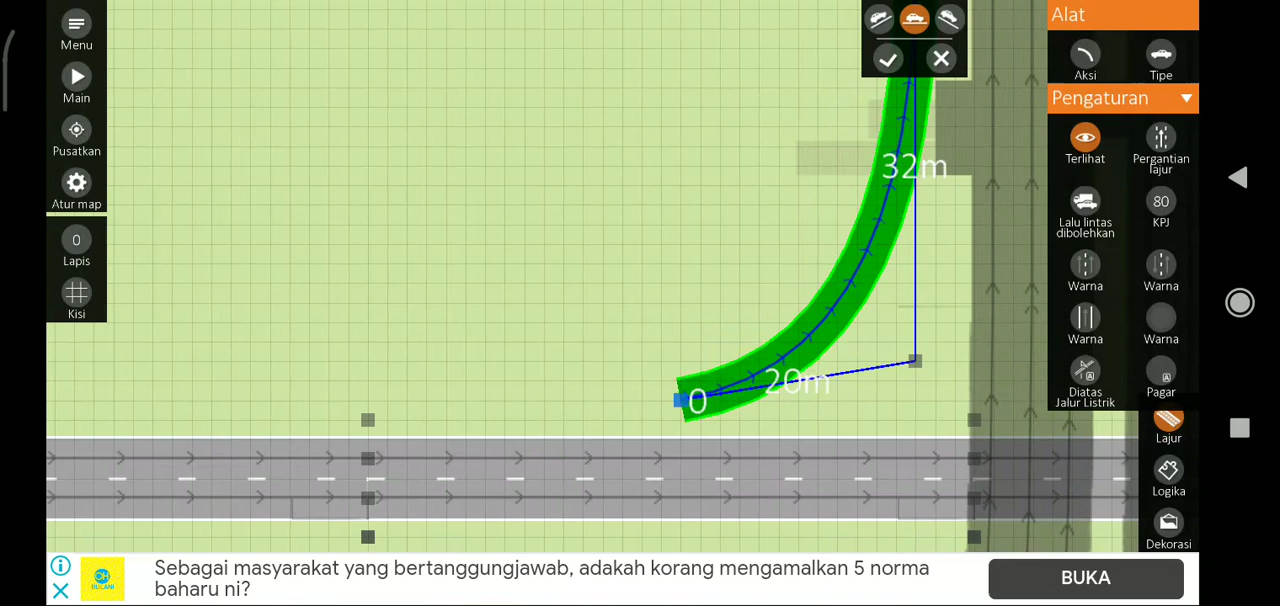 Menu
Main
Pusatkan
Atur map
0
Lapis
Kisi
32m
20m
0
Alat
Aksi
Tipe
Pengaturan
Terlihat
Pergantian
lajur
Lalu lintas
dibolehkan
80
KPJ
Warna
Warna
Warna
Warna
A
Diatas
Jalur Listrik
A
Pagar
Lajur
Logika
Dekorasi
Sebagai masyarakat yang bertanggungjawab, adakah korang mengamalkan 5 norma
baharu ni?
BUKA